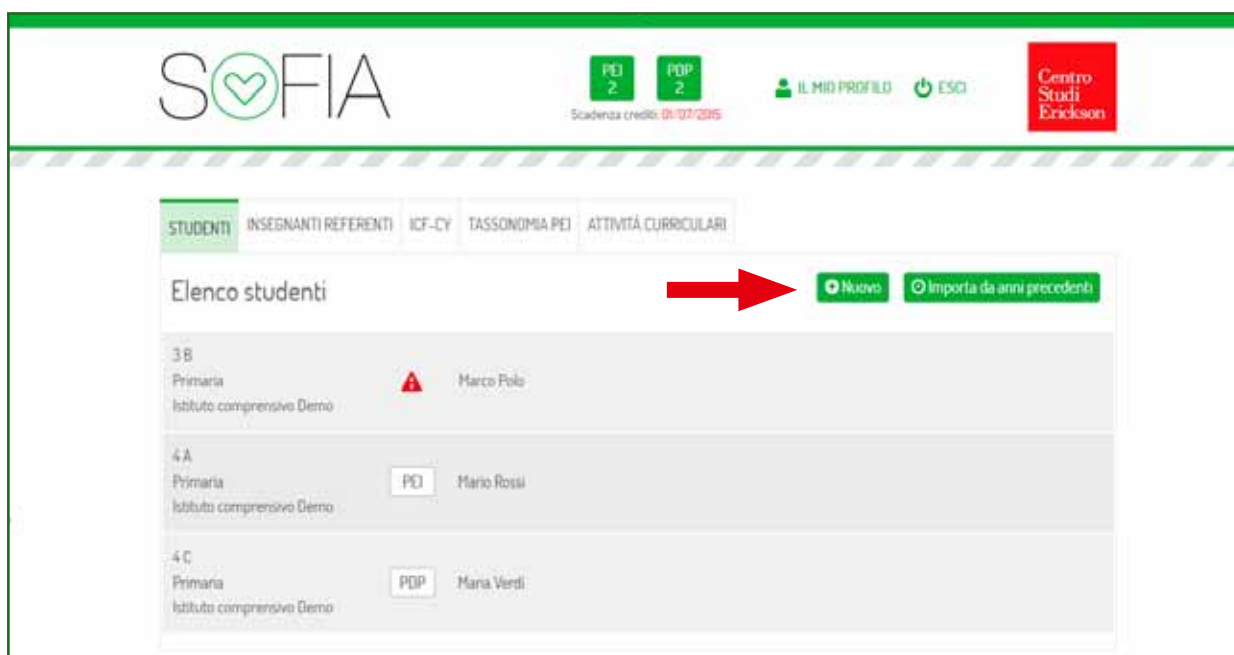 SOFIA
PEI
2
PDP
2
Scadenza crediti: 01/07/2015
IL MIO PROFILO
ESCI
Centro
Studi
Erickson
STUDENTI
INSEGNANTI REFERENTI
ICF-CY
TASSONOMIA PEI
ATTIVITÀ CURRICULARI
Elenco studenti
Nuovo
Importa da anni precedenti
3 B
Primaria
Istituto comprensivo Demo
Marco Polo
4 A
Primaria
Istituto comprensivo Demo
PEI
Mario Rossi
4 C
Primaria
Istituto comprensivo Demo
PDP
Maria Verdi